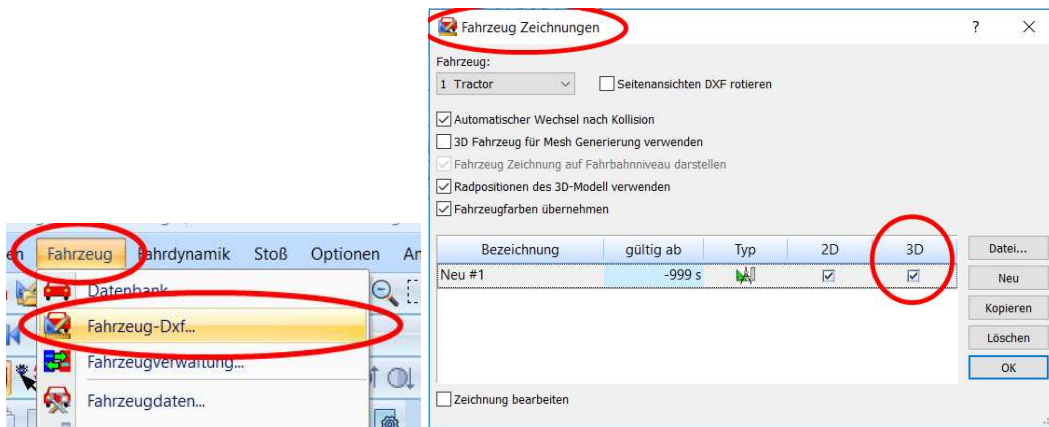 Fahrzeug Zeichnungen
Fahrzeug:
1 Tractor
Seitenansichten DXF rotieren
Automatischer Wechsel nach Kollision
3D Fahrzeug für Mesh Generierung verwenden
Fahrzeug Zeichnung auf Fahrbahnniveau darstellen
Radpositionen des 3D-Modell verwenden
Fahrzeugfarben übernehmen
Bezeichnung gültig ab Typ 2D 3D
Neu #1 -999 s
Datei...
Neu
Kopieren
Löschen
OK
Zeichnung bearbeiten
en Fahrzeug Fahrdynamik Stoß Optionen An
Datenbank...
Fahrzeug-Dxf...
Fahrzeugverwaltung...
Fahrzeugdaten...